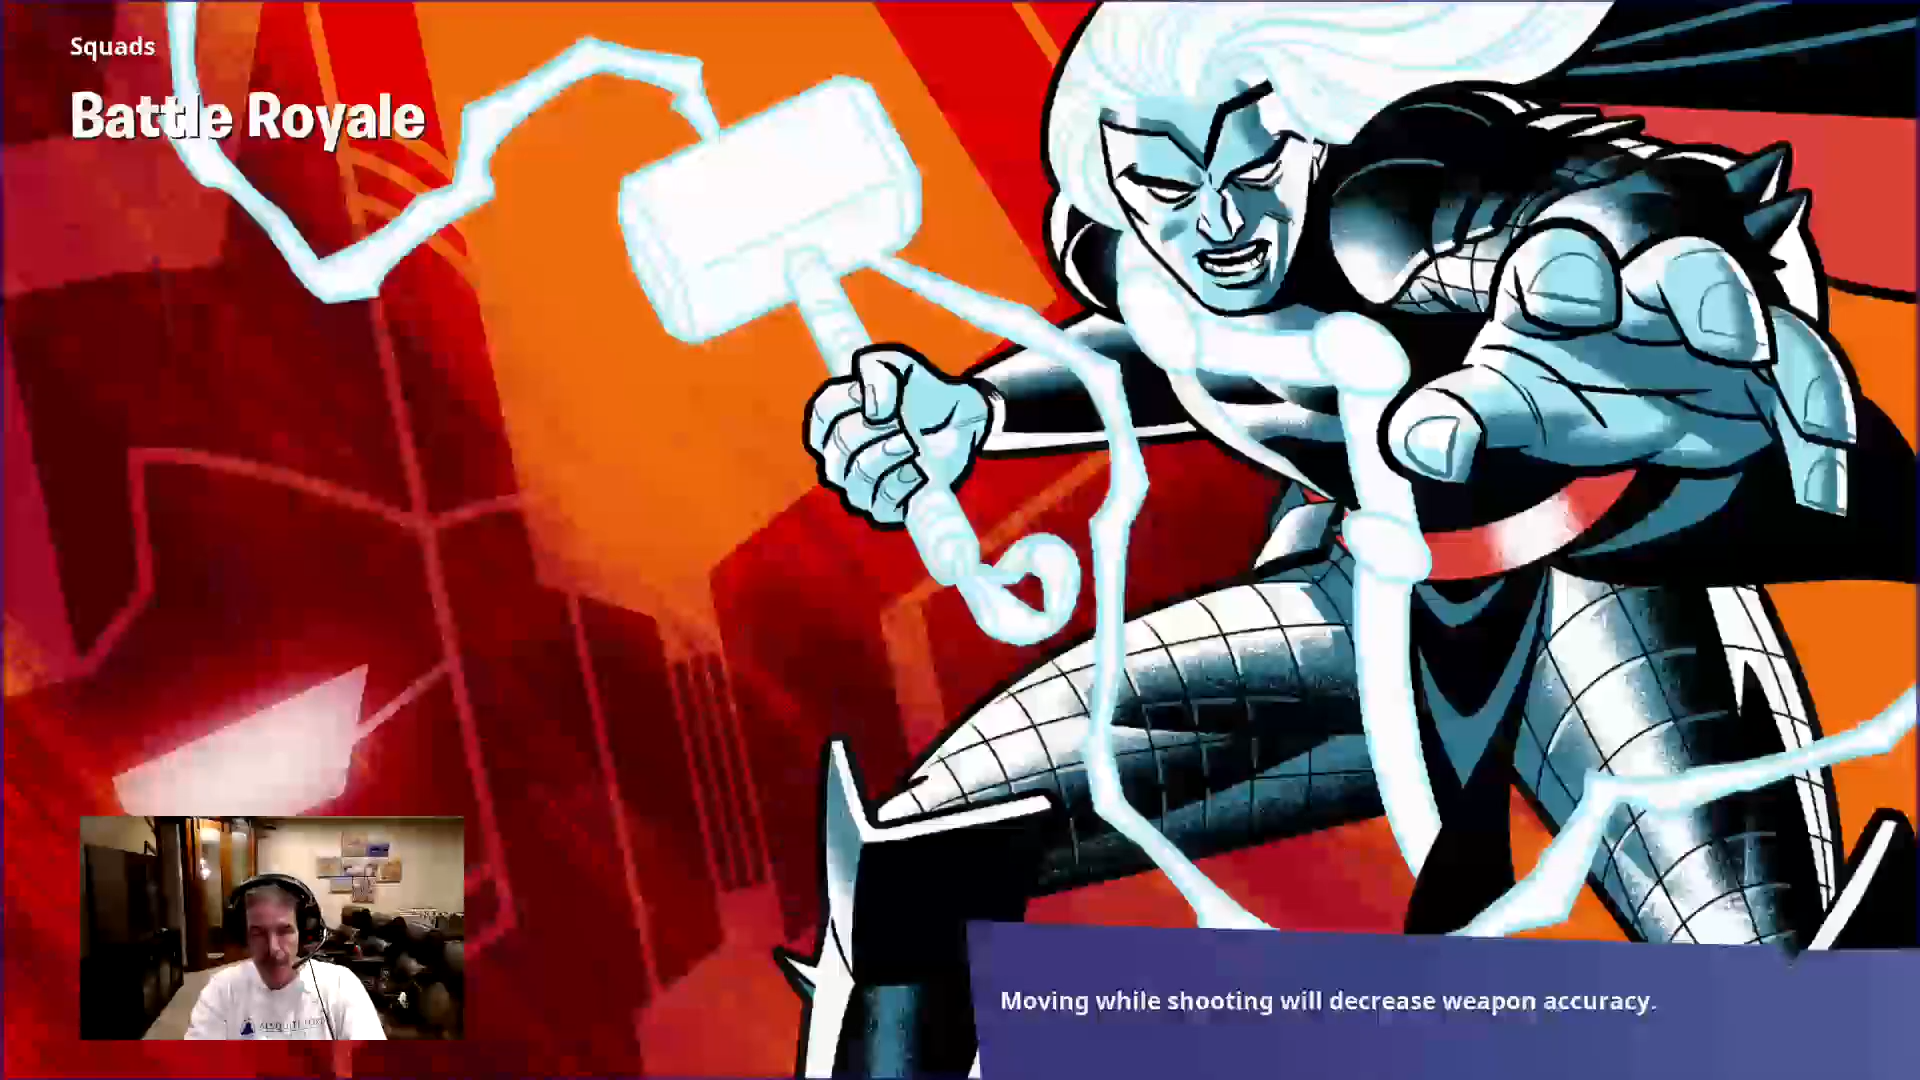 Squads
Battle Royale
Moving while shooting will decrease weapon accuracy.